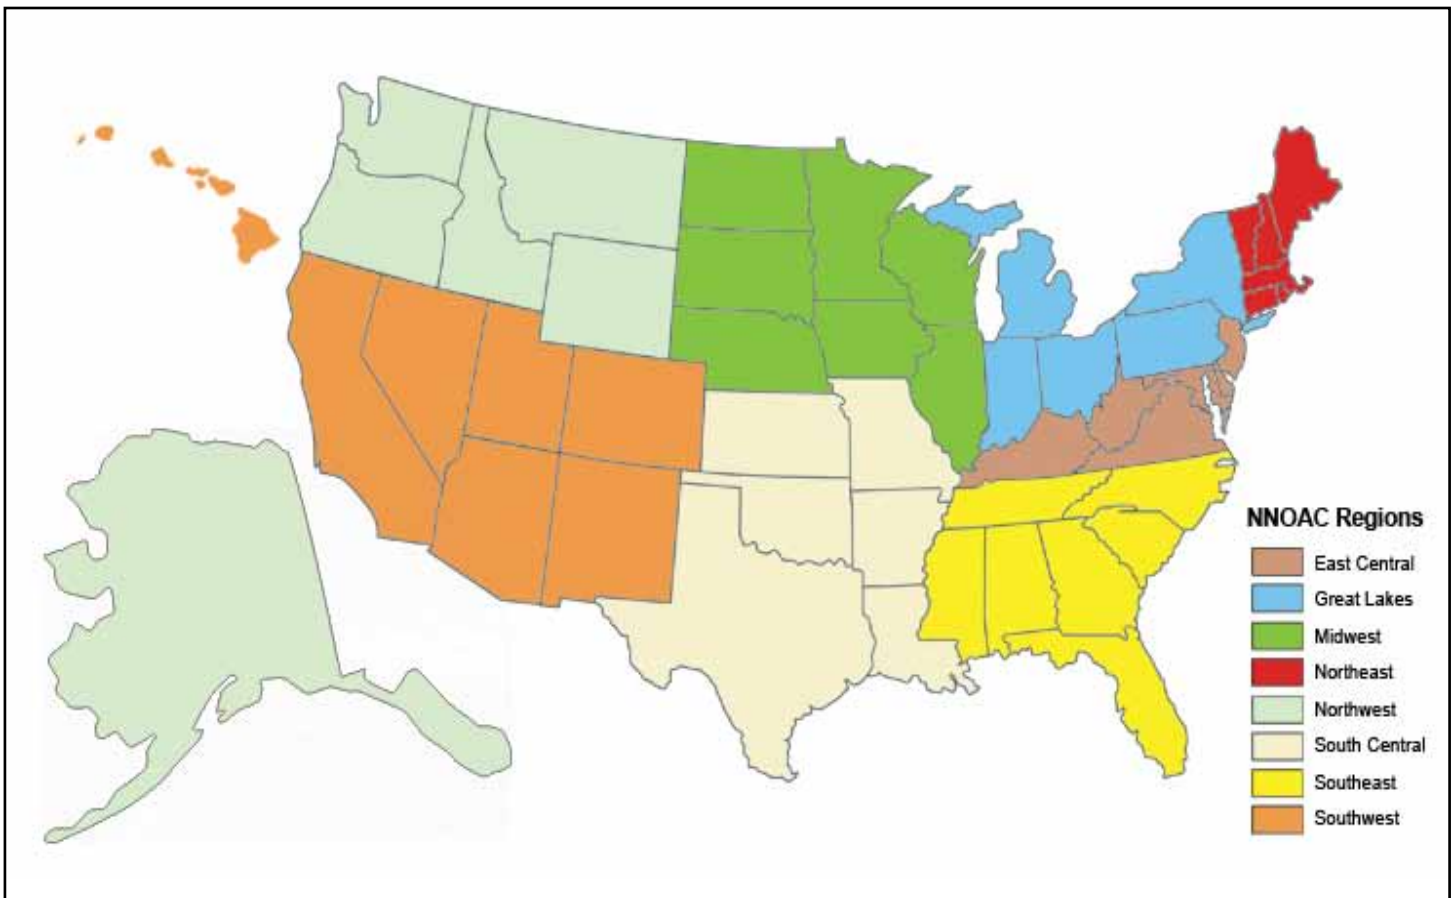 NNOAC Regions
East Central
Great Lakes
Midwest
Northeast
Northwest
South Central
Southeast
Southwest